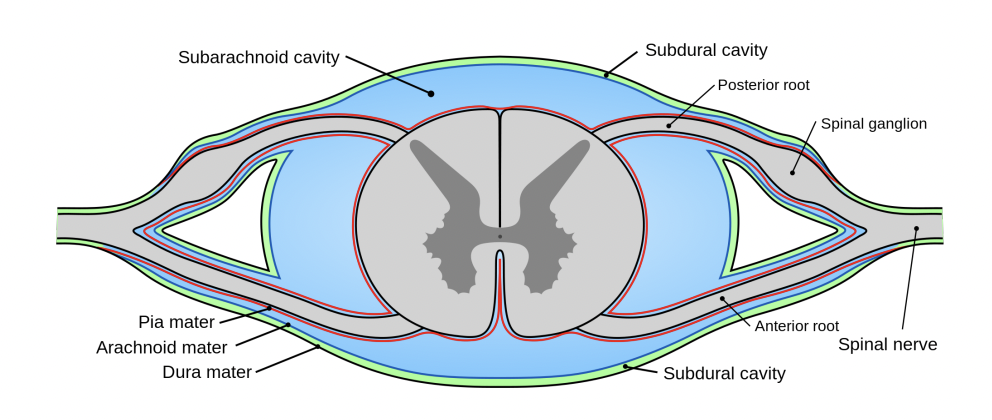 Subarachnoid cavity
Subdural cavity
Posterior root
Spinal ganglion
Pia mater
Arachnoid mater
Dura mater
Anterior root
Spinal nerve
Subdural cavity